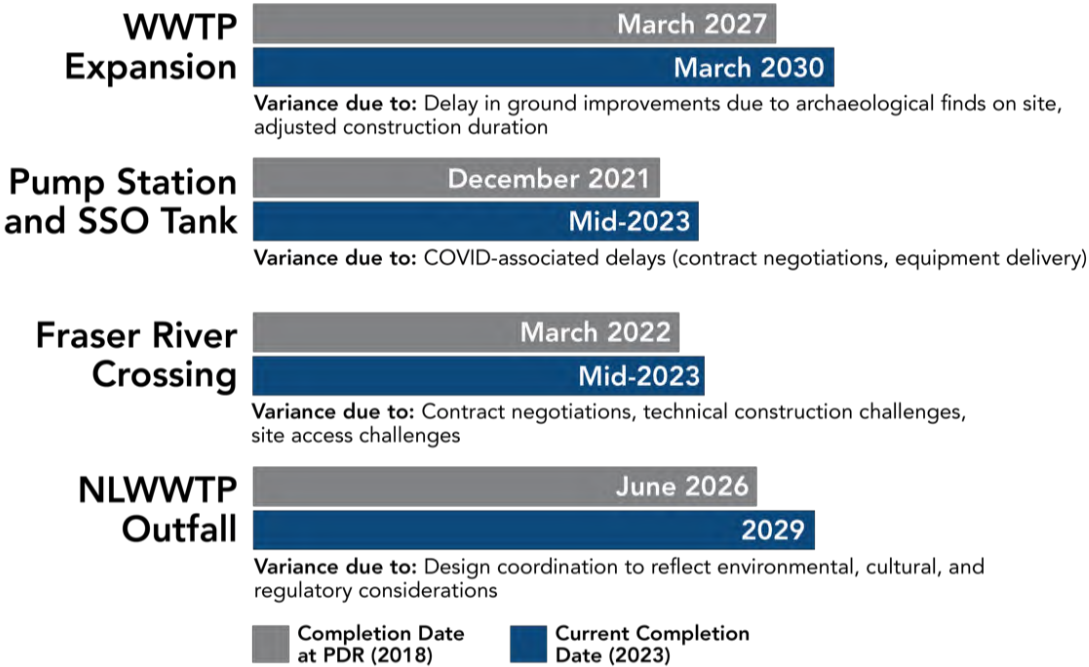 WWTP
Expansion
March 2027
March 2030
Variance due to: Delay in ground improvements due to archaeological finds on site,
adjusted construction duration
Pump Station
and SSO Tank
December 2021
Mid-2023
Variance due to: COVID-associated delays (contract negotiations, equipment delivery)
Fraser River
Crossing
March 2022
Mid-2023
Variance due to: Contract negotiations, technical construction challenges,
site access challenges
NLWWTP
Outfall
June 2026
2029
Variance due to: Design coordination to reflect environmental, cultural, and
regulatory considerations
Completion Date
at PDR (2018)
Current Completion
Date (2023)